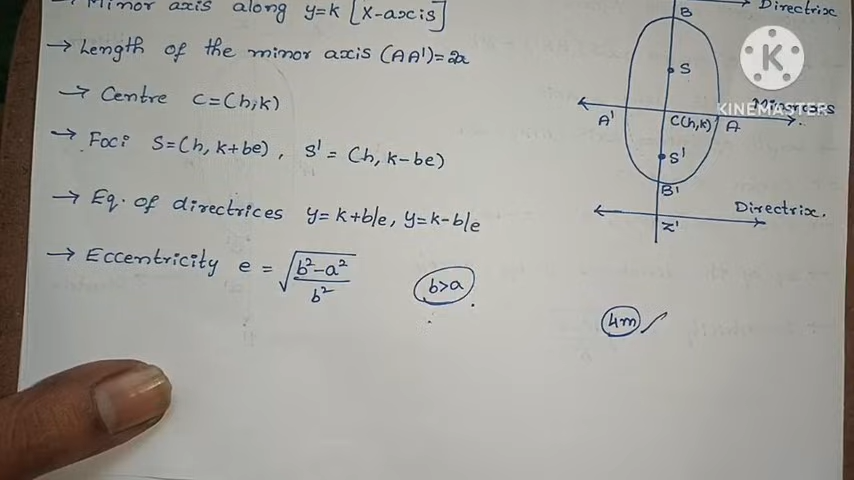 → Minor axis along y=k [X-axis]
→ Length of the minor axis (AA')=2a
→ Centre C=(h,k)
→ Foci S=(h, k+be), S' = (h, k-be)
→ Eq. of directrices y=k+b/e, y=k-b/e
→ Eccentricity e = √((b²-a²)/b²)
b>a
4m
Directrix
B
S
A'
C(h,k)
A
S'
B'
Directrix.
Z'
K
KINEMASTER